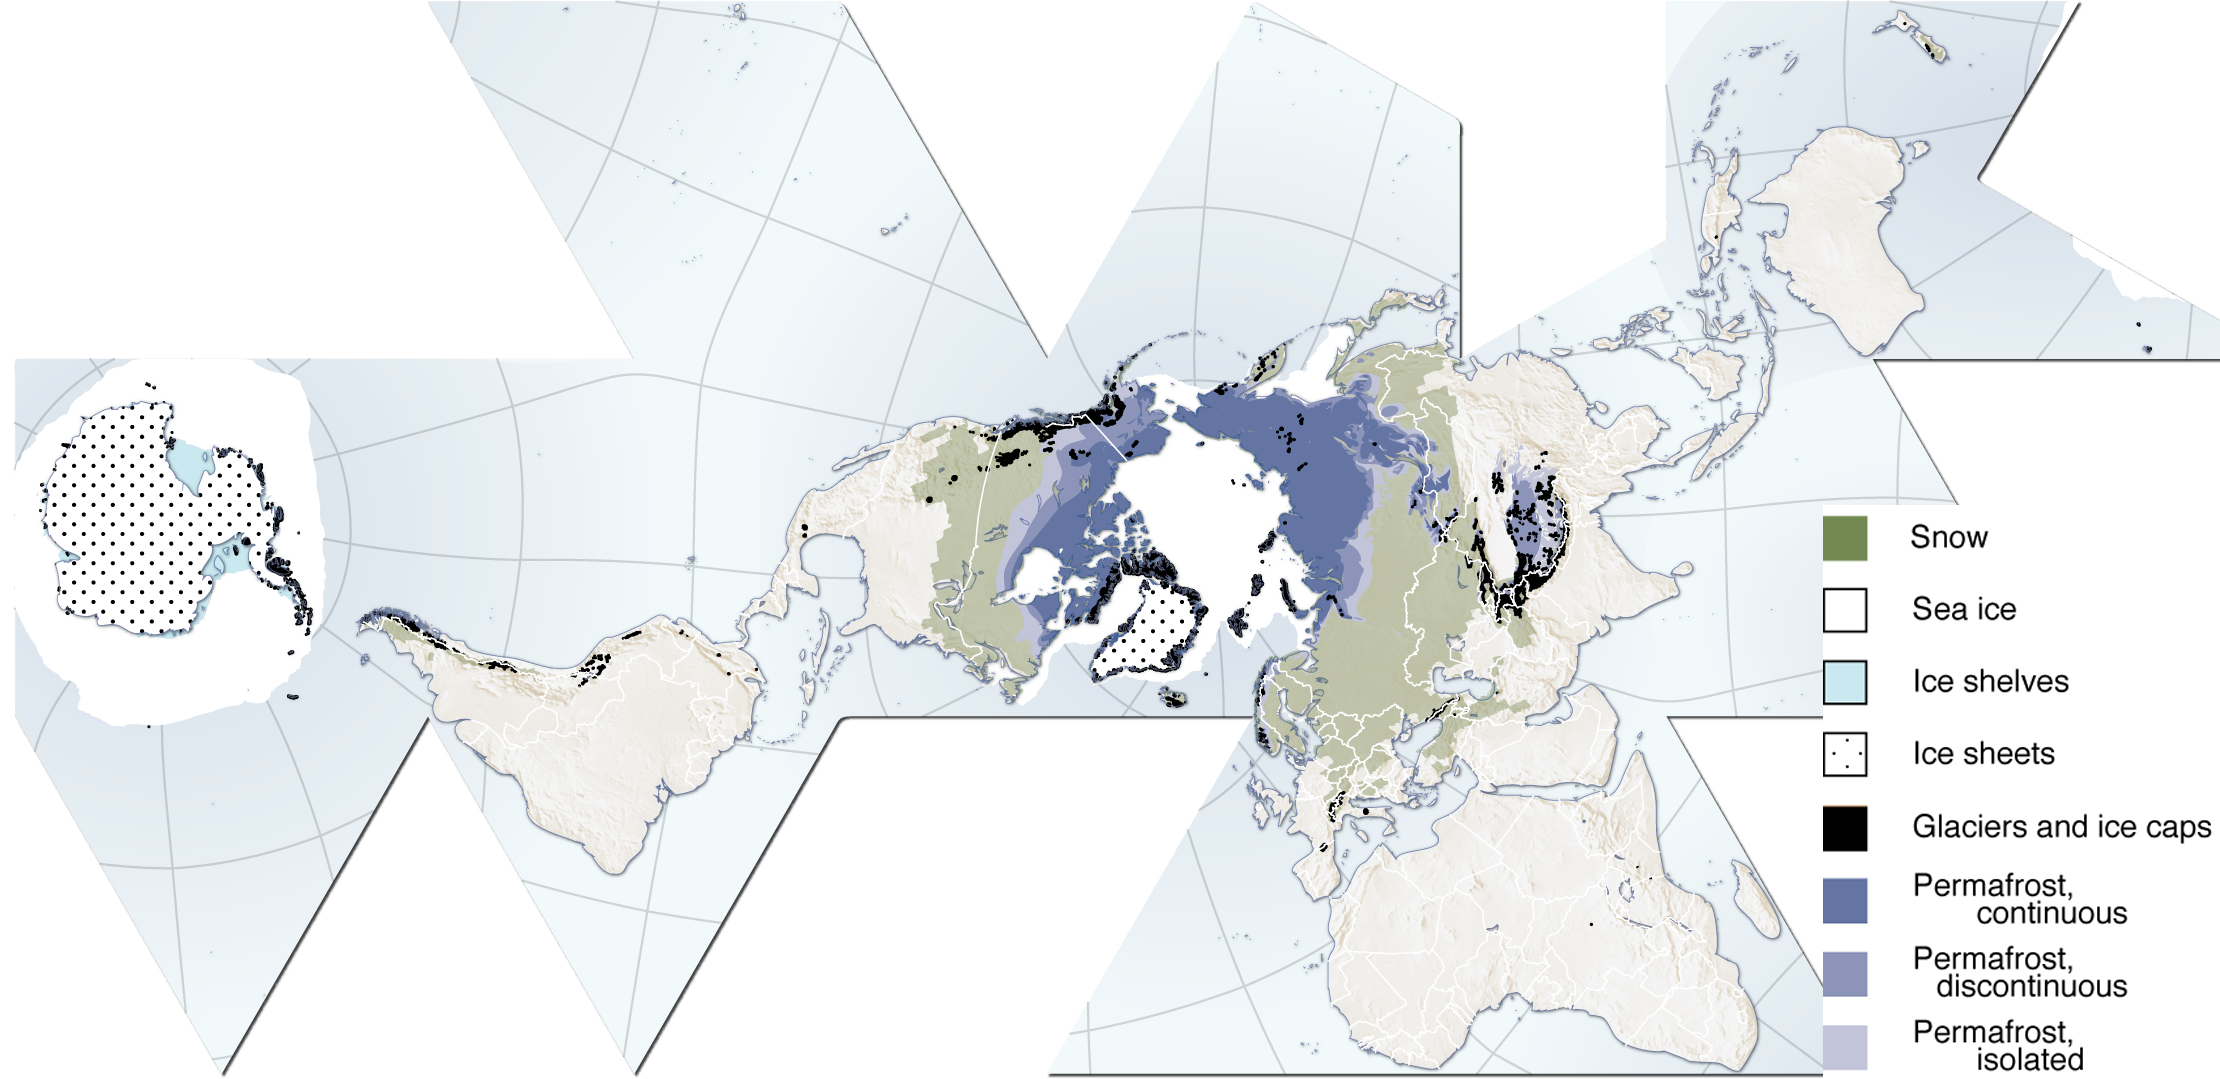 Snow
Sea ice
Ice shelves
Ice sheets
Glaciers and ice caps
Permafrost,
continuous
Permafrost,
discontinuous
Permafrost,
isolated